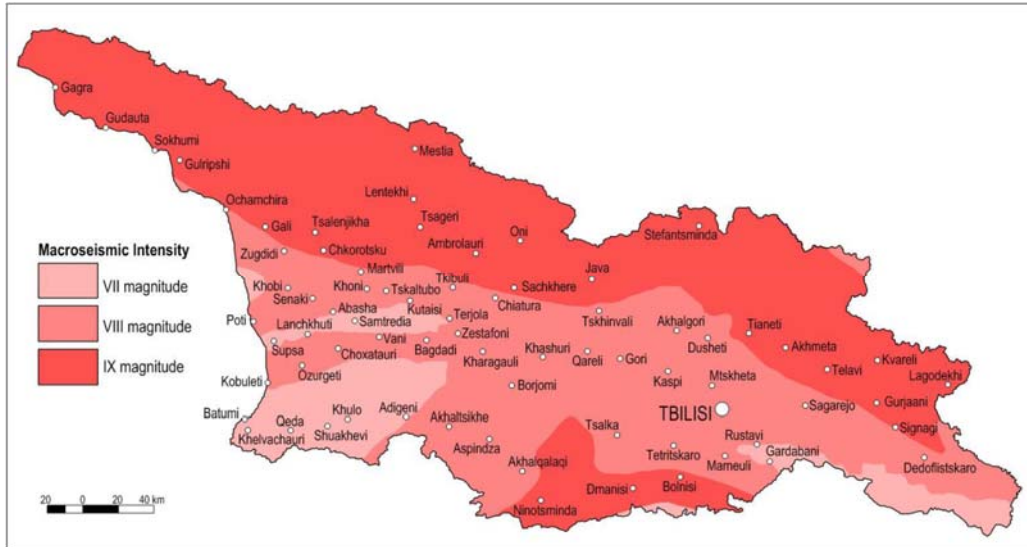 Gagra
Gudauta
Sokhumi
Gulripshi
Mestia
Lentekhi
Ochamchira
Gali
Tsalenjikha
Tsageri
Oni
Stefantsminda
Macroseismic Intensity
VII magnitude
VIII magnitude
IX magnitude
Zugdidi
Chkorotsku
Ambrolauri
Martvili
Java
Khobi
Khoni
Tskaltubo
Tkibuli
Sachkhere
Senaki
Abasha
Kutaisi
Chiatura
Poti
Lanchkhuti
Samtredia
Terjola
Tskhinvali
Akhalgori
Tianeti
Supsa
Choxatauri
Vani
Bagdadi
Zestafoni
Khashuri
Qareli
Gori
Dusheti
Akhmeta
Ozurgeti
Kharagauli
Kvareli
Kobuleti
Borjomi
Kaspi
Mtskheta
Telavi
Lagodekhi
Batumi
Qeda
Khulo
Adigeni
TBILISI
Sagarejo
Gurjaani
Khelvachauri
Shuakhevi
Akhaltsikhe
Tsalka
Rustavi
Signagi
Aspindza
Tetritskaro
Mameuli
Gardabani
Dedoflistskaro
Akhalqalaqi
Dmanisi
Bolnisi
Ninotsminda
20 0 20 40 km